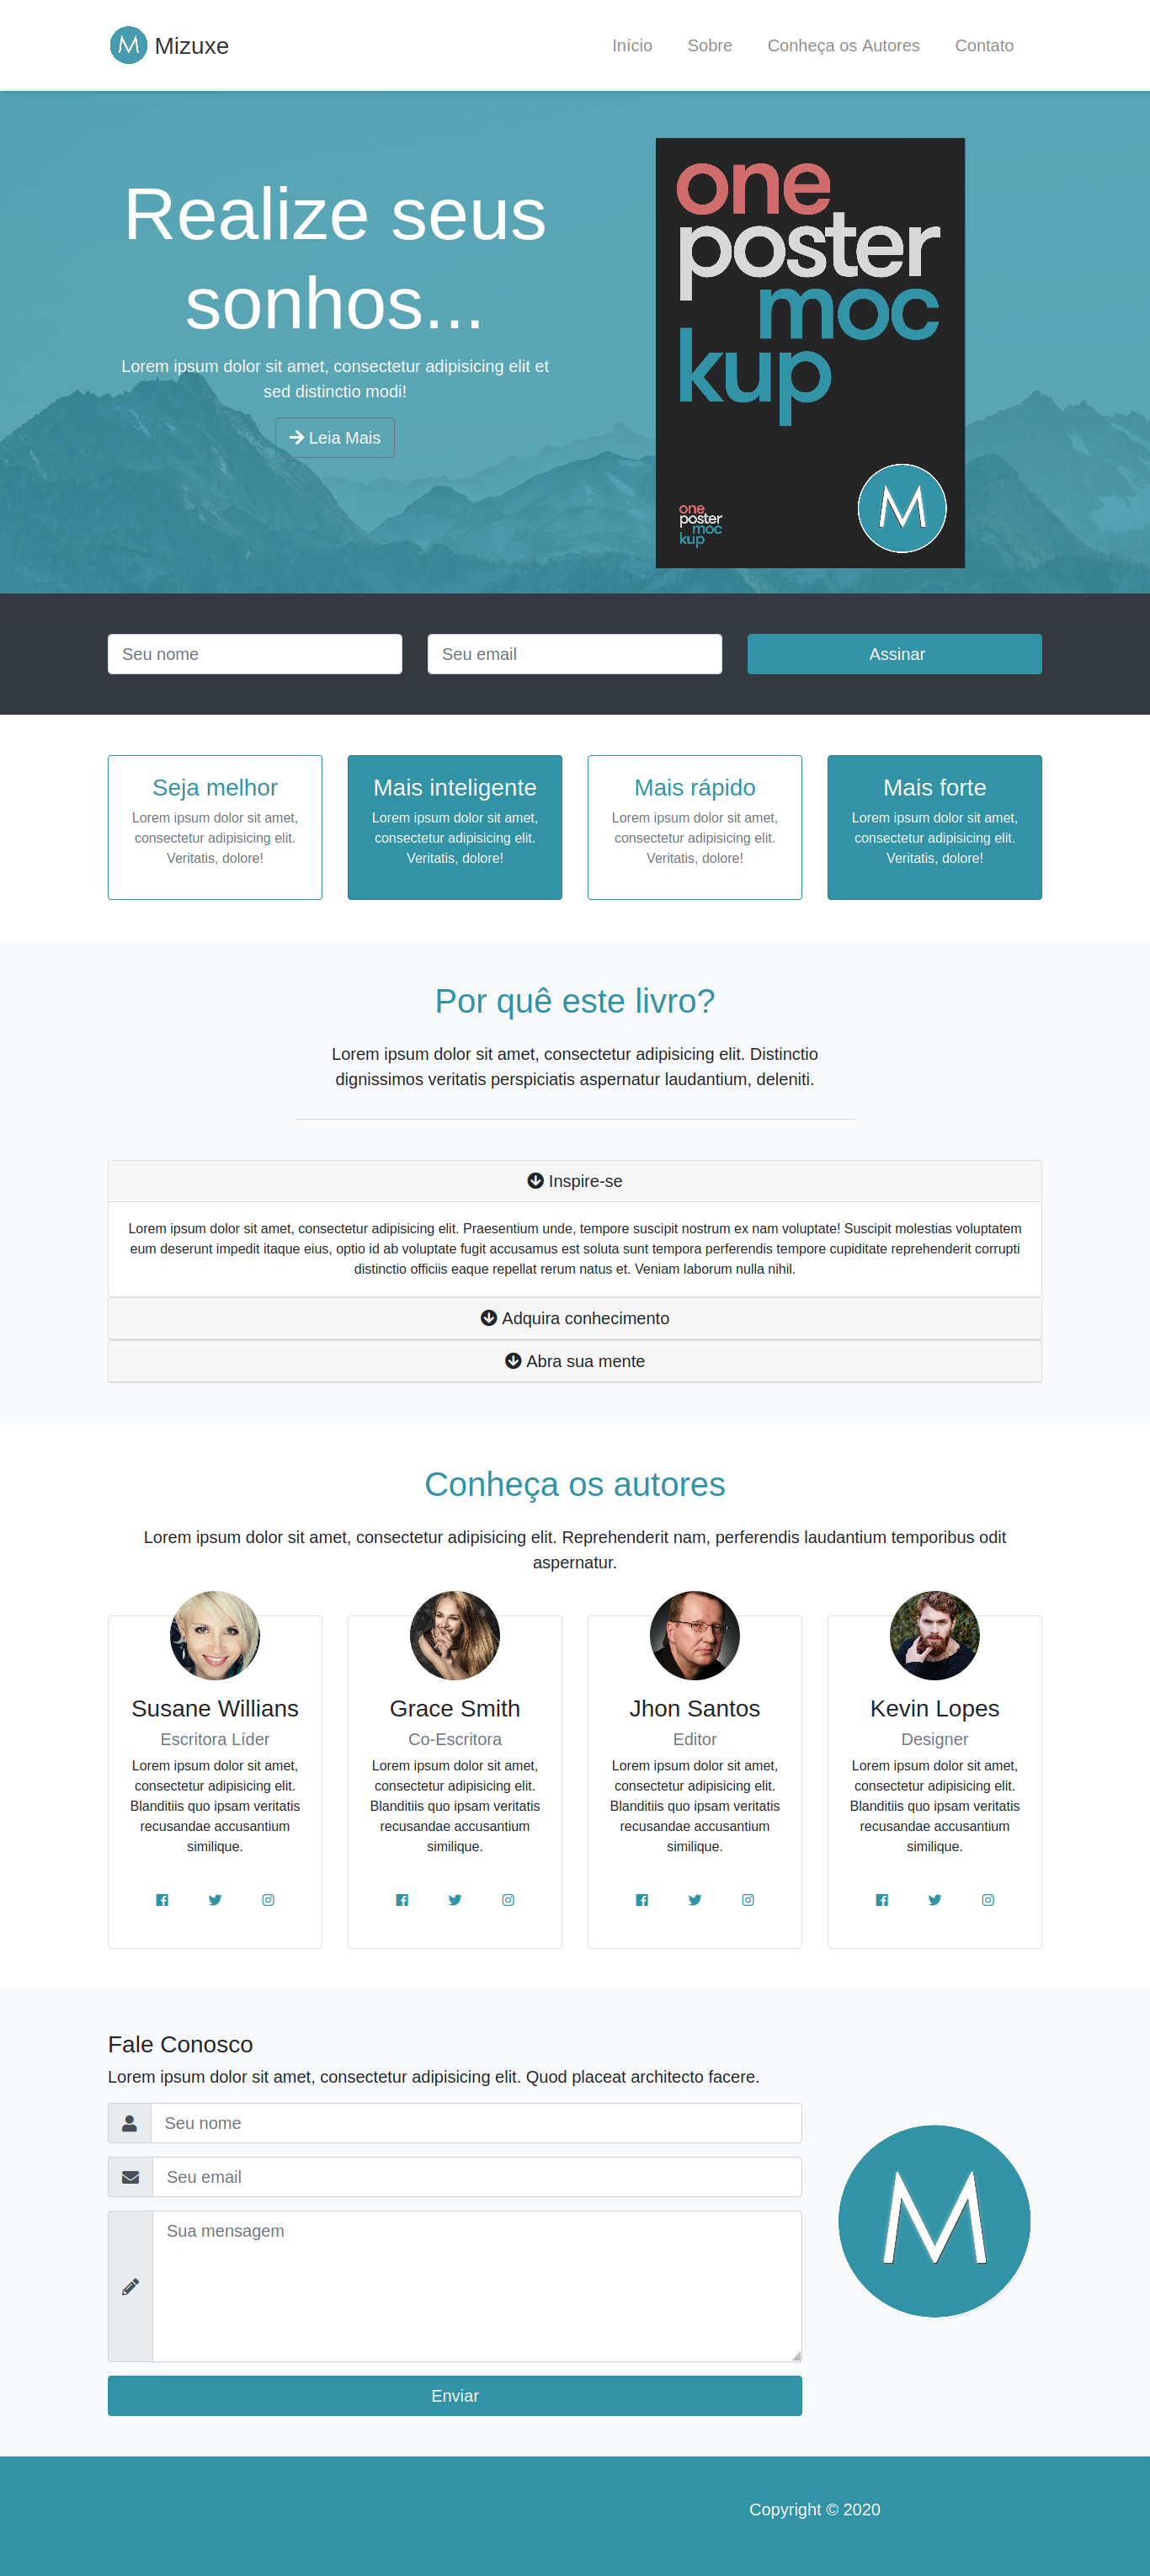 M Mizuxe
Início Sobre Conheça os Autores Contato
Realize seus
sonhos...
Lorem ipsum dolor sit amet, consectetur adipisicing elit et
sed distinctio modi!
Leia Mais
one
poster
moc
kup
one
poster
moc
kup
M
Seu nome
Seu email
Assinar
Seja melhor
Lorem ipsum dolor sit amet,
consectetur adipisicing elit.
Veritatis, dolore!
Mais inteligente
Lorem ipsum dolor sit amet,
consectetur adipisicing elit.
Veritatis, dolore!
Mais rápido
Lorem ipsum dolor sit amet,
consectetur adipisicing elit.
Veritatis, dolore!
Mais forte
Lorem ipsum dolor sit amet,
consectetur adipisicing elit.
Veritatis, dolore!
Por quê este livro?
Lorem ipsum dolor sit amet, consectetur adipisicing elit. Distinctio
dignissimos veritatis perspiciatis aspernatur laudantium, deleniti.
Inspire-se
Lorem ipsum dolor sit amet, consectetur adipisicing elit. Praesentium unde, tempore suscipit nostrum ex nam voluptate! Suscipit molestias voluptatem
eum deserunt impedit itaque eius, optio id ab voluptate fugit accusamus est soluta sunt tempora perferendis tempore cupiditate reprehenderit corrupti
distinctio officiis eaque repellat rerum natus et. Veniam laborum nulla nihil.
Adquira conhecimento
Abra sua mente
Conheça os autores
Lorem ipsum dolor sit amet, consectetur adipisicing elit. Reprehenderit nam, perferendis laudantium temporibus odit
aspernatur.
Susane Willians
Escritora Líder
Lorem ipsum dolor sit amet,
consectetur adipisicing elit.
Blanditiis quo ipsam veritatis
recusandae accusantium
similique.
Grace Smith
Co-Escritora
Lorem ipsum dolor sit amet,
consectetur adipisicing elit.
Blanditiis quo ipsam veritatis
recusandae accusantium
similique.
Jhon Santos
Editor
Lorem ipsum dolor sit amet,
consectetur adipisicing elit.
Blanditiis quo ipsam veritatis
recusandae accusantium
similique.
Kevin Lopes
Designer
Lorem ipsum dolor sit amet,
consectetur adipisicing elit.
Blanditiis quo ipsam veritatis
recusandae accusantium
similique.
Fale Conosco
Lorem ipsum dolor sit amet, consectetur adipisicing elit. Quod placeat architecto facere.
Seu nome
Seu email
Sua mensagem
Enviar
M
Copyright © 2020